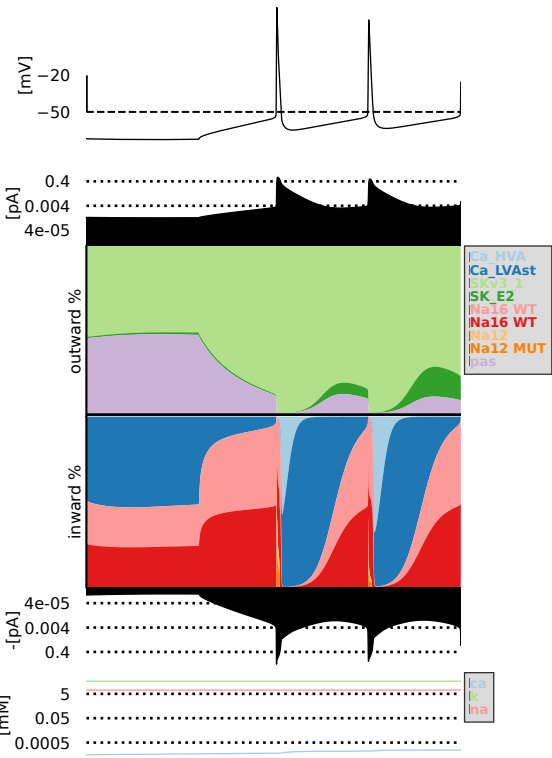 [mV]
−20
−50
[pA]
0.4
0.004
4e-05
outward %
Ca_HVA
Ca_LVAst
SKv3_1
SK_E2
Na16 WT
Na16 WT
Na12
Na12 MUT
pas
inward %
-[pA]
4e-05
0.004
0.4
[mM]
5
0.05
0.0005
ca
k
na